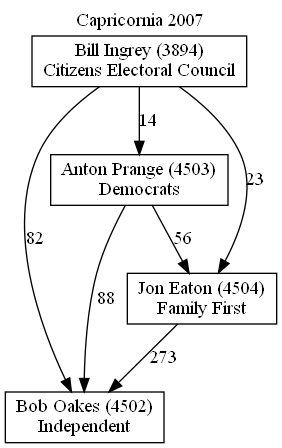 Capricornia 2007
Bill Ingrey (3894)
Citizens Electoral Council
14
Anton Prange (4503)
Democrats
23
82
56
88
Jon Eaton (4504)
Family First
273
Bob Oakes (4502)
Independent